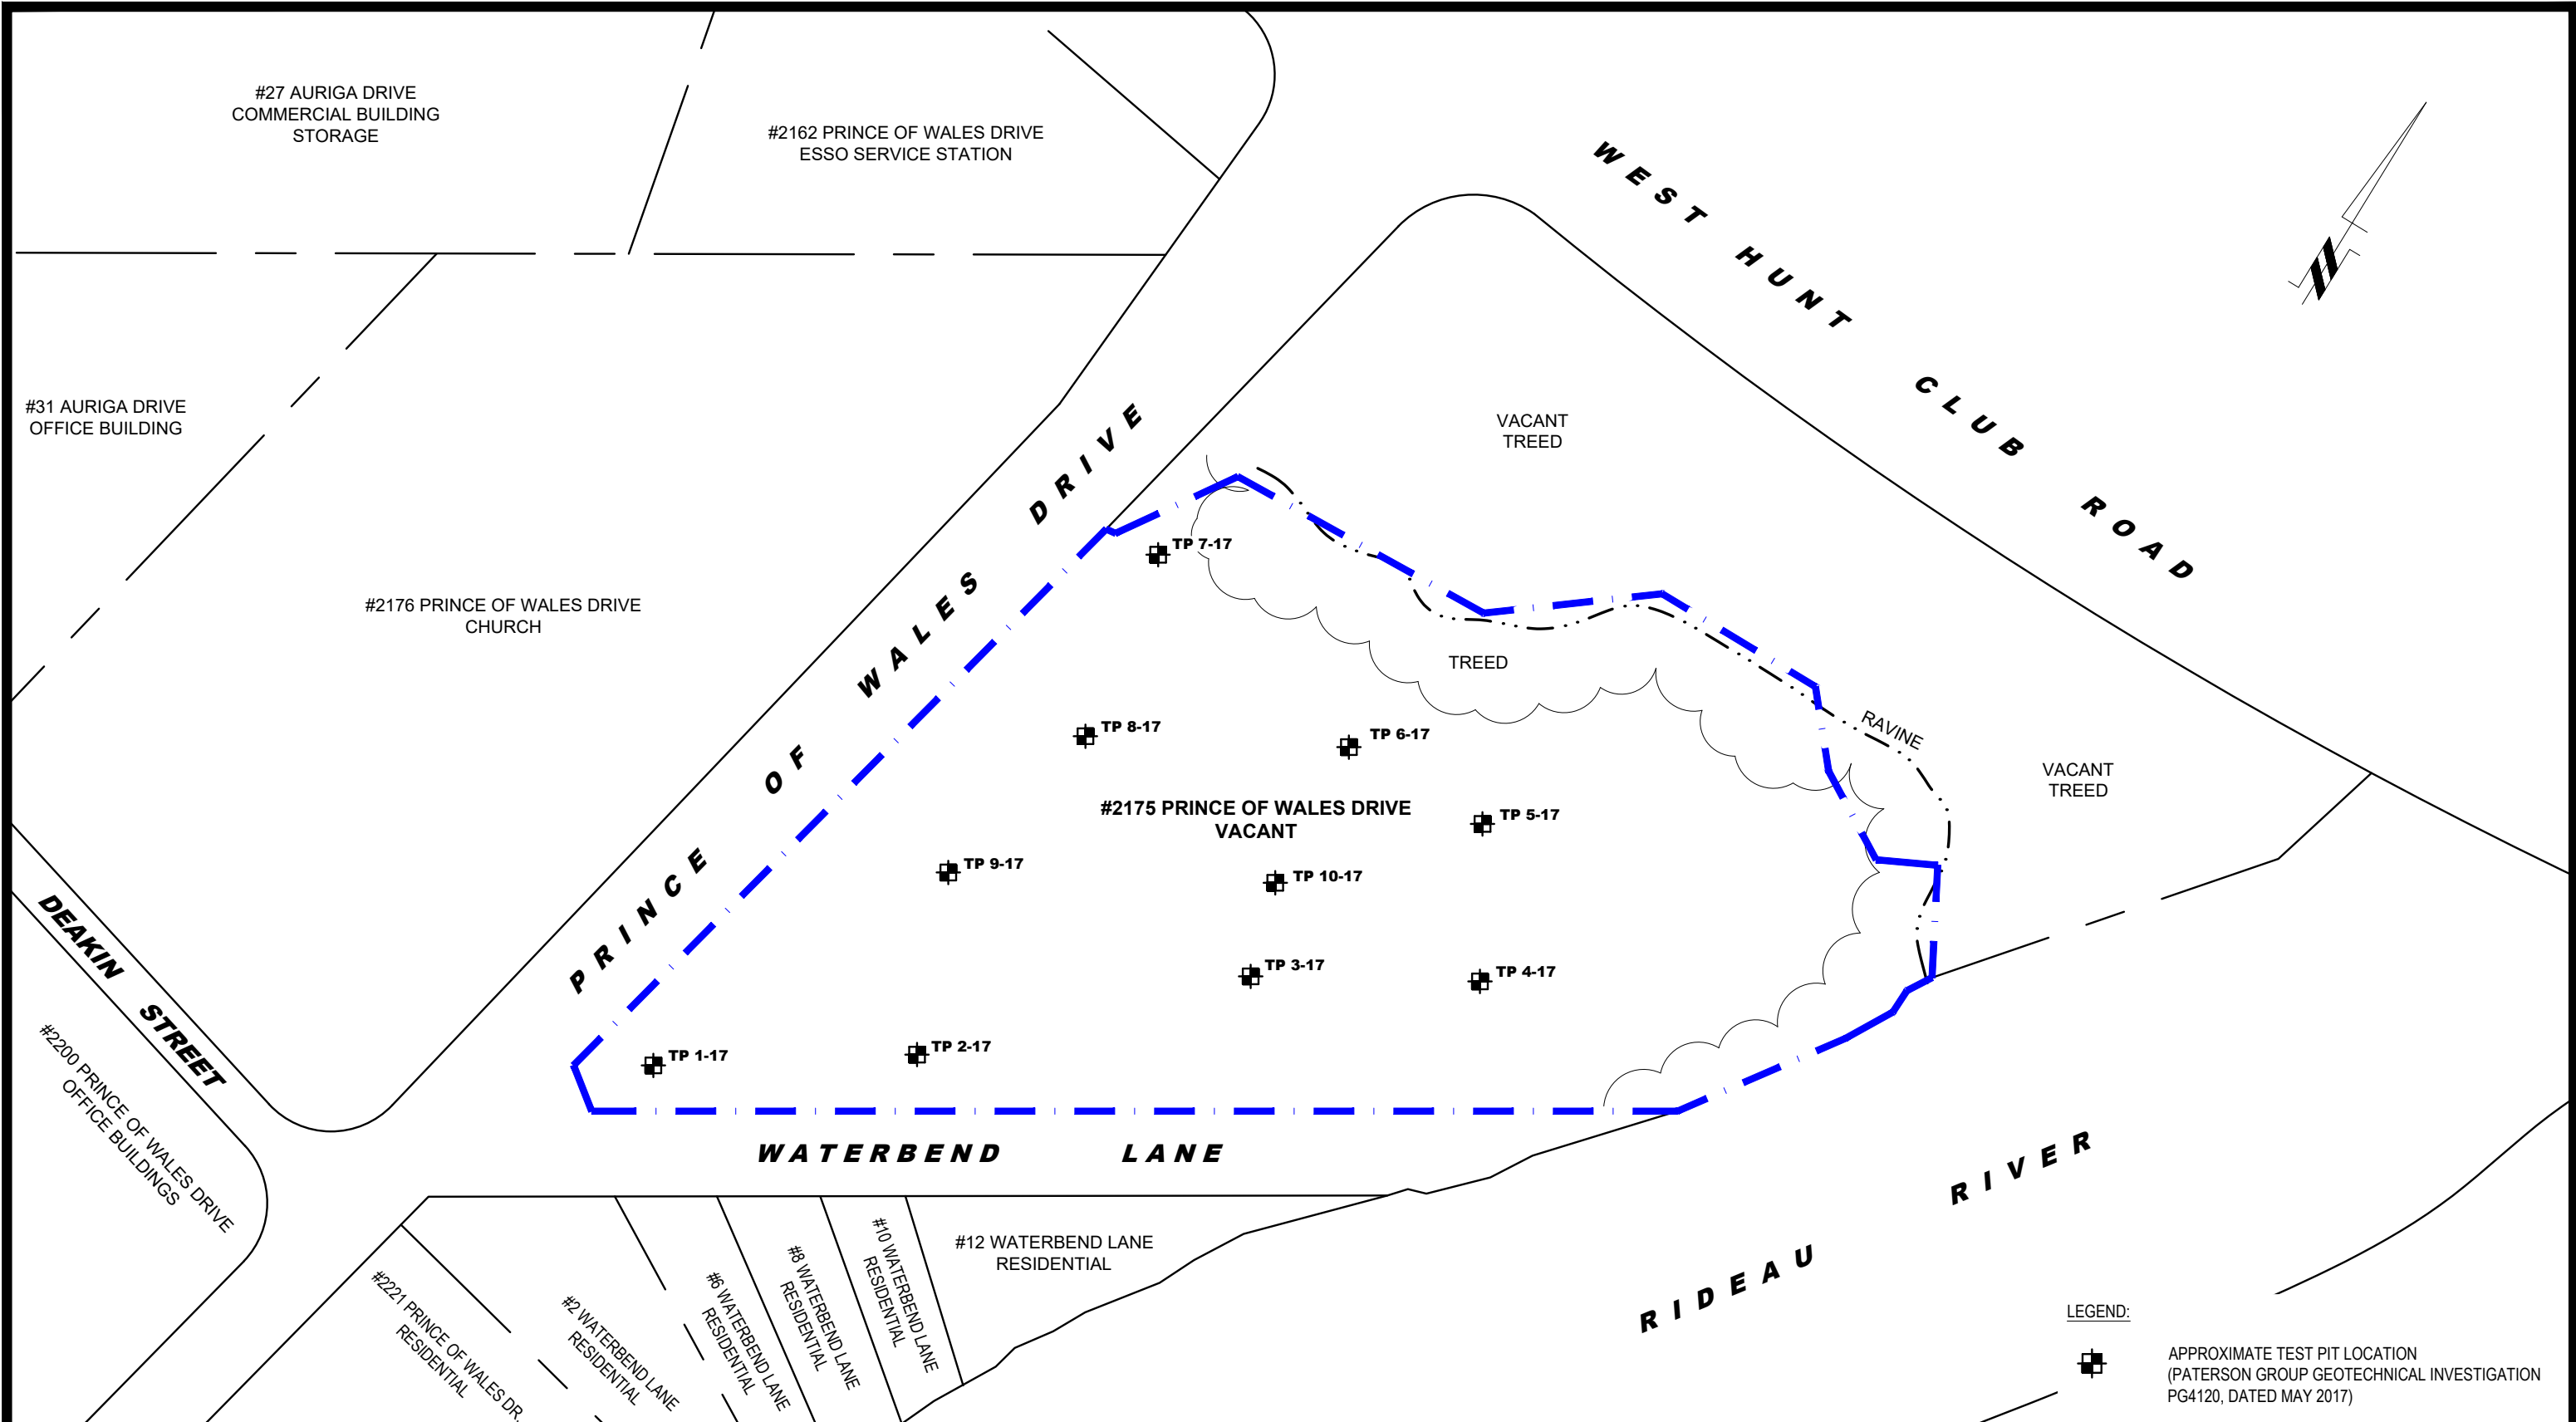 #27 AURIGA DRIVE
COMMERCIAL BUILDING
STORAGE
#2162 PRINCE OF WALES DRIVE
ESSO SERVICE STATION
WEST HUNT CLUB ROAD
N
#31 AURIGA DRIVE
OFFICE BUILDING
VACANT
TREED
#2176 PRINCE OF WALES DRIVE
CHURCH
PRINCE OF WALES DRIVE
TP 7-17
TREED
RAVINE
TP 8-17
TP 6-17
VACANT
TREED
#2175 PRINCE OF WALES DRIVE
VACANT
TP 5-17
TP 9-17
TP 10-17
TP 3-17
TP 4-17
TP 1-17
TP 2-17
DEAKIN STREET
#2200 PRINCE OF WALES DRIVE
OFFICE BUILDINGS
WATERBEND LANE
#2221 PRINCE OF WALES DR.
RESIDENTIAL
#2 WATERBEND LANE
RESIDENTIAL
#6 WATERBEND LANE
RESIDENTIAL
#8 WATERBEND LANE
RESIDENTIAL
#10 WATERBEND LANE
RESIDENTIAL
#12 WATERBEND LANE
RESIDENTIAL
RIDEAU RIVER
LEGEND:
APPROXIMATE TEST PIT LOCATION
(PATERSON GROUP GEOTECHNICAL INVESTIGATION
PG4120, DATED MAY 2017)